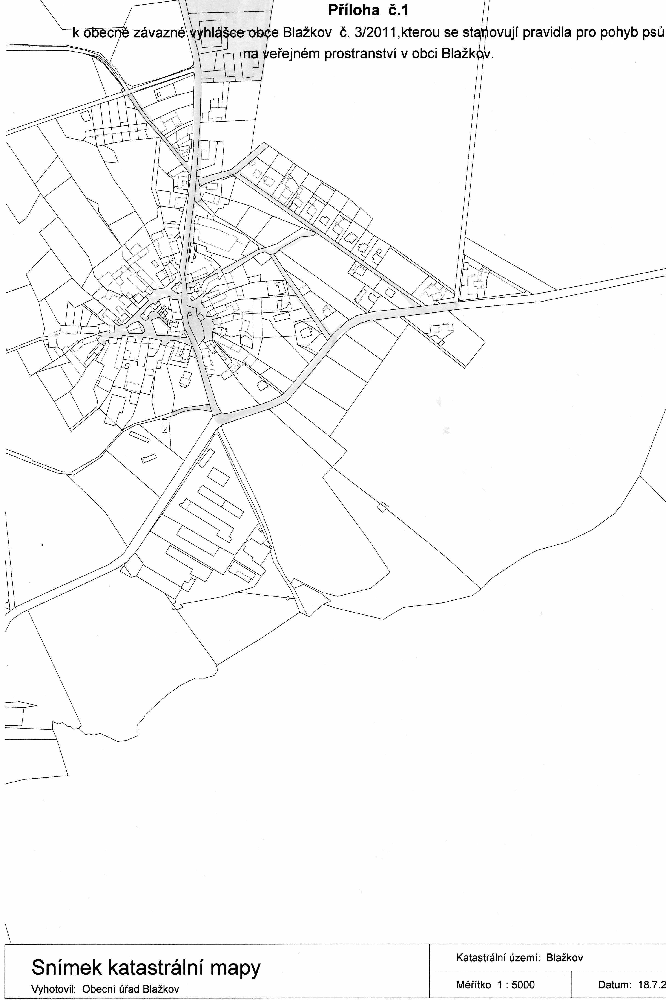 Příloha č.1
k obecně závazné vyhlášce obce Blažkov č. 3/2011,kterou se stanovují pravidla pro pohyb psů
na veřejném prostranství v obci Blažkov.
Snímek katastrální mapy
Vyhotovil: Obecní úřad Blažkov
Katastrální území: Blažkov
Měřítko 1 : 5000
Datum: 18.7.2